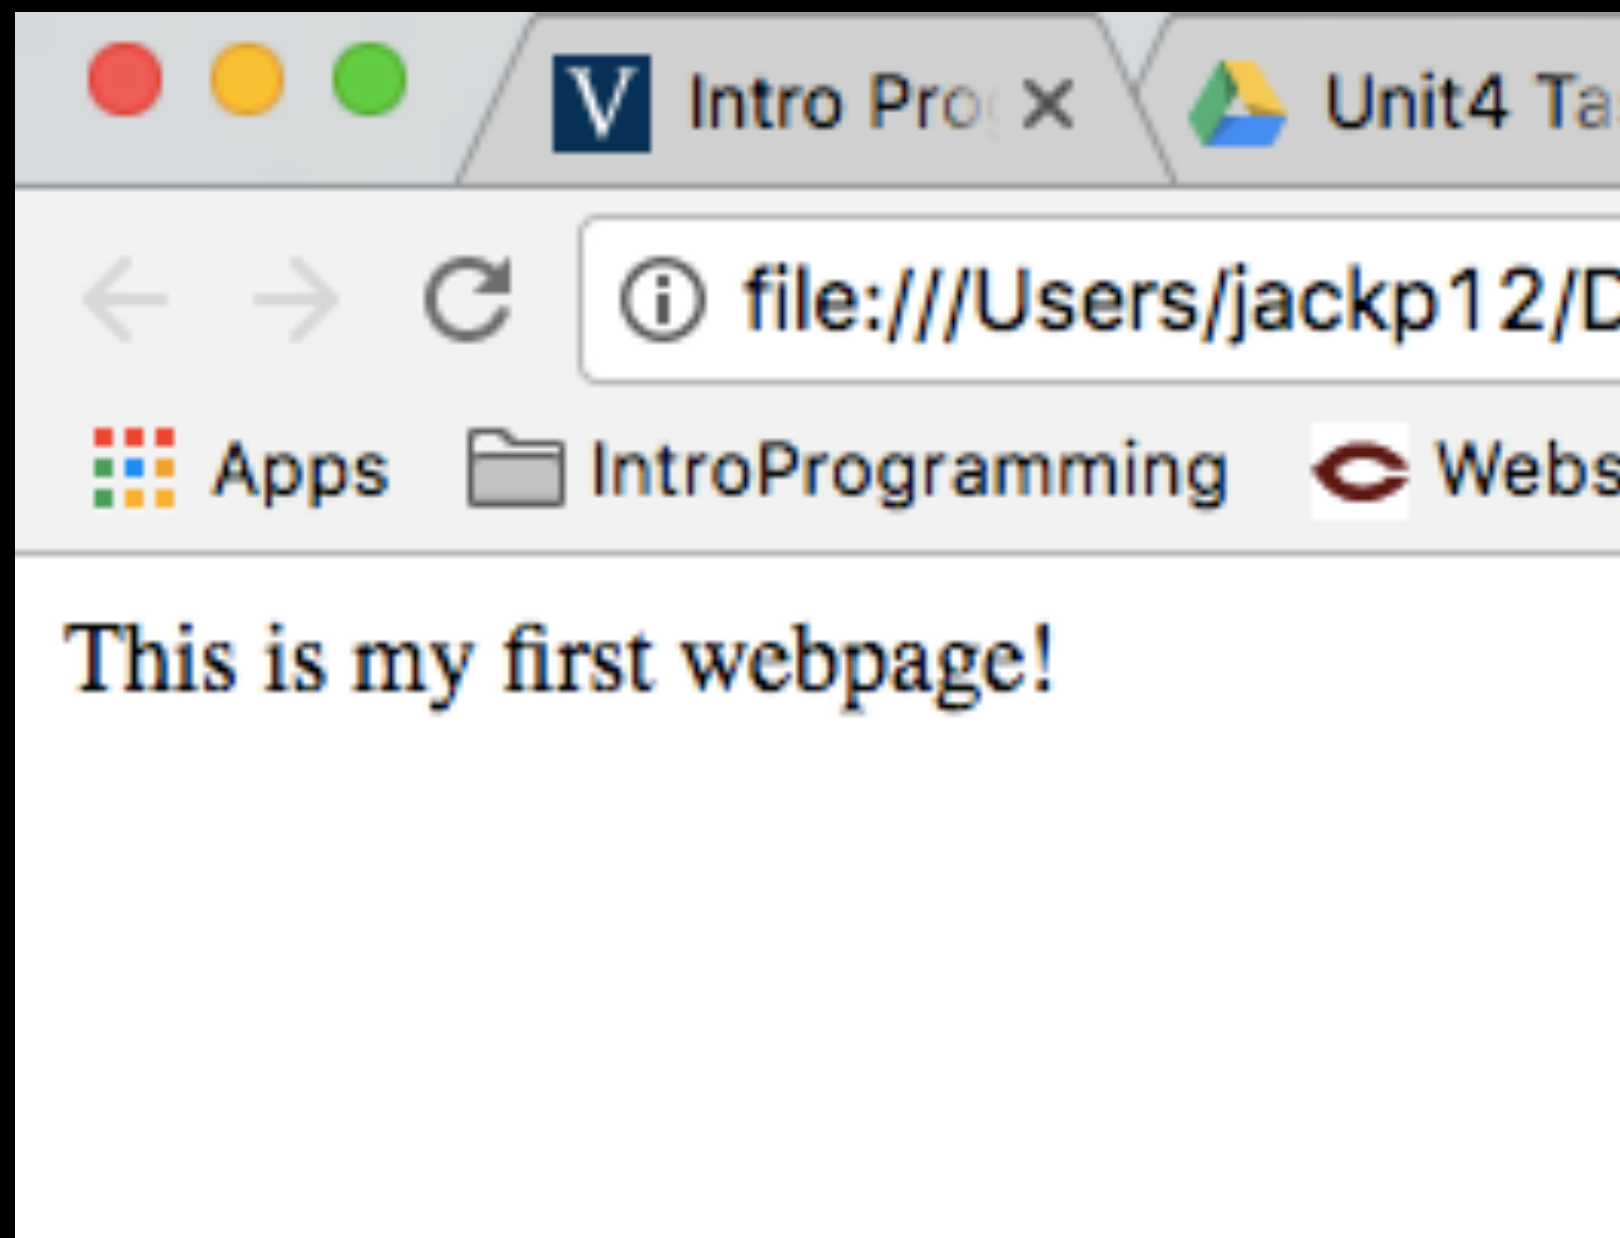 V Intro Pro
Unit4 Ta
file:///Users/jackp12/D
Apps IntroProgramming Webs
This is my first webpage!